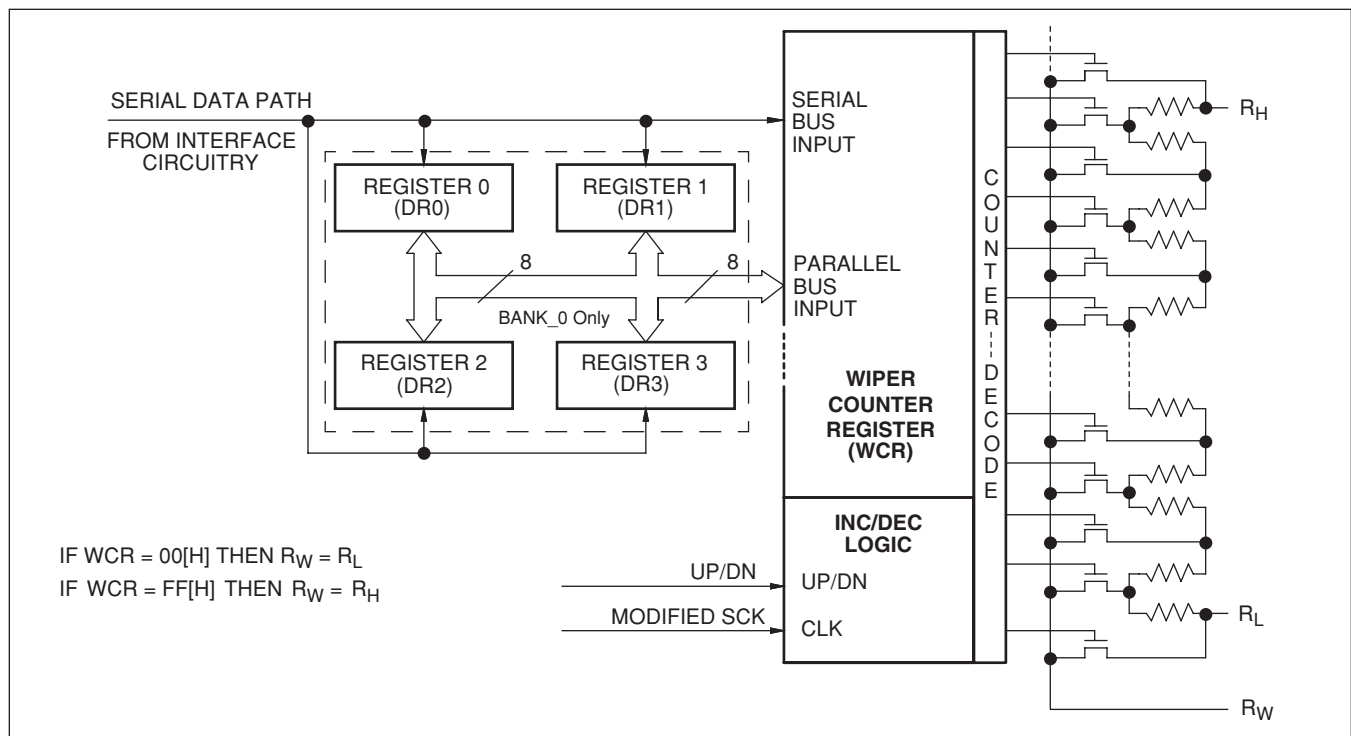 SERIAL DATA PATH
FROM INTERFACE
CIRCUITRY
REGISTER 0
(DR0)
REGISTER 1
(DR1)
8
8
BANK_0 Only
REGISTER 2
(DR2)
REGISTER 3
(DR3)
SERIAL
BUS
INPUT
PARALLEL
BUS
INPUT
WIPER
COUNTER
REGISTER
(WCR)
INC/DEC
LOGIC
UP/DN
UP/DN
MODIFIED SCK
CLK
COUNTER
DECODE
RH
RL
RW
IF WCR = 00[H] THEN RW = RL
IF WCR = FF[H] THEN RW = RH